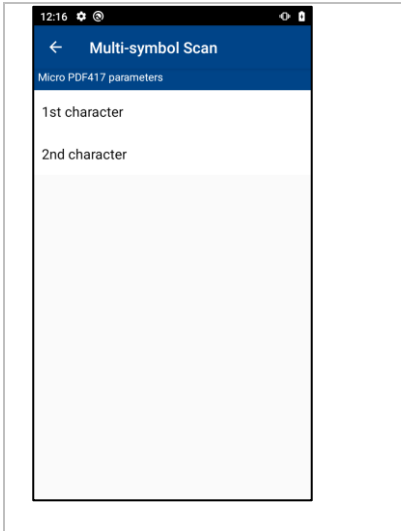 12:16
Multi-symbol Scan
Micro PDF417 parameters
1st character
2nd character